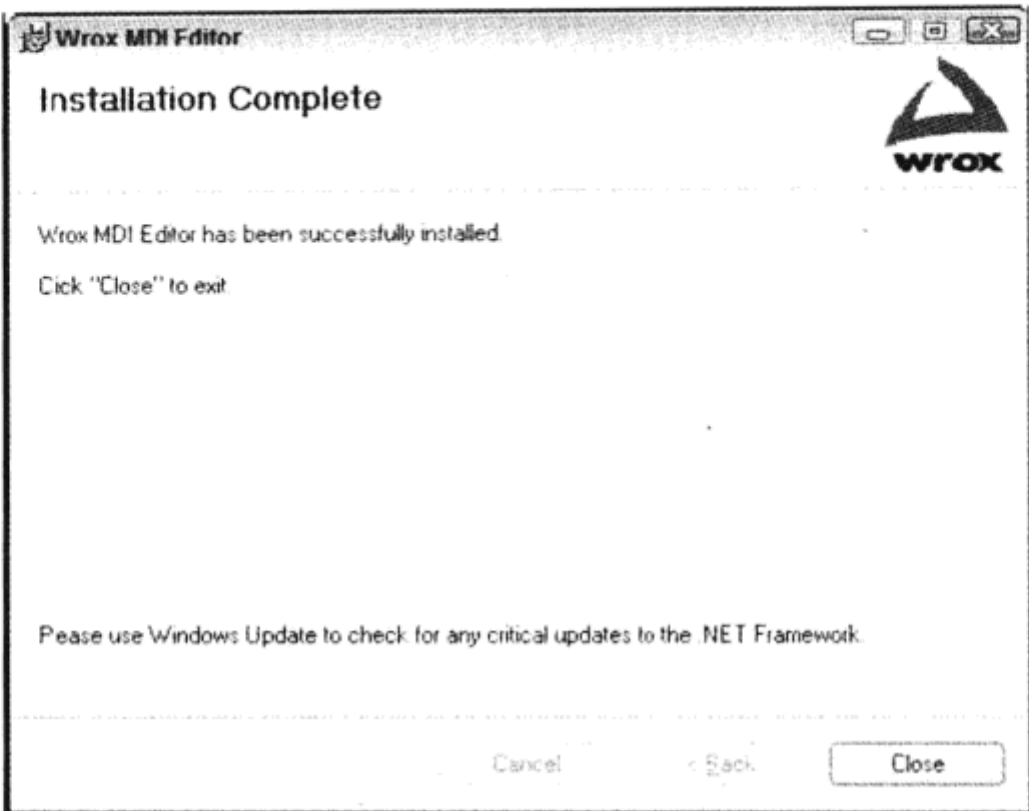 Wrox MDI Editor
Installation Complete
wrox
Wrox MDI Editor has been successfully installed.
Cick "Close" to exit.
Pease use Windows Update to check for any critical updates to the .NET Framework.
Cancel < Back Close